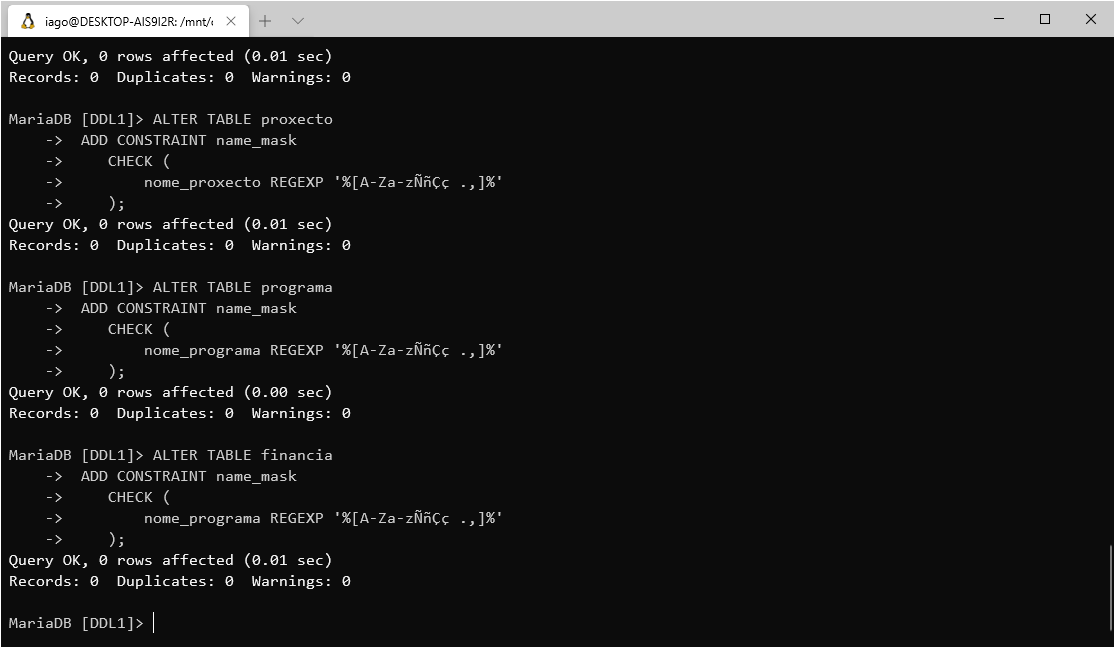 iago@DESKTOP-AIS9I2R: /mnt/c
Query OK, 0 rows affected (0.01 sec)
Records: 0  Duplicates: 0  Warnings: 0
MariaDB [DDL1]> ALTER TABLE proxecto
    ->  ADD CONSTRAINT name_mask
    ->     CHECK (
    ->         nome_proxecto REGEXP '%[A-Za-zÑñÇç .,]%'
    ->     );
Query OK, 0 rows affected (0.01 sec)
Records: 0  Duplicates: 0  Warnings: 0
MariaDB [DDL1]> ALTER TABLE programa
    ->  ADD CONSTRAINT name_mask
    ->     CHECK (
    ->         nome_programa REGEXP '%[A-Za-zÑñÇç .,]%'
    ->     );
Query OK, 0 rows affected (0.00 sec)
Records: 0  Duplicates: 0  Warnings: 0
MariaDB [DDL1]> ALTER TABLE financia
    ->  ADD CONSTRAINT name_mask
    ->     CHECK (
    ->         nome_programa REGEXP '%[A-Za-zÑñÇç .,]%'
    ->     );
Query OK, 0 rows affected (0.01 sec)
Records: 0  Duplicates: 0  Warnings: 0
MariaDB [DDL1]>